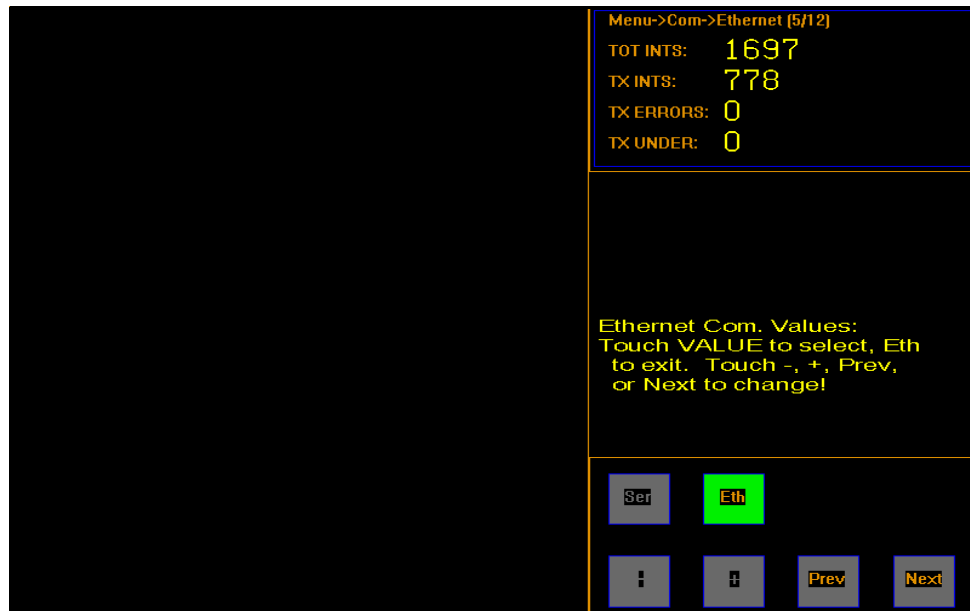 Menu->Com->Ethernet (5/12)
TOT INTS: 1697
TX INTS: 778
TX ERRORS: 0
TX UNDER: 0
Ethernet Com. Values:
Touch VALUE to select, Eth
to exit. Touch -, +, Prev,
or Next to change!
Ser Eth
- + Prev Next